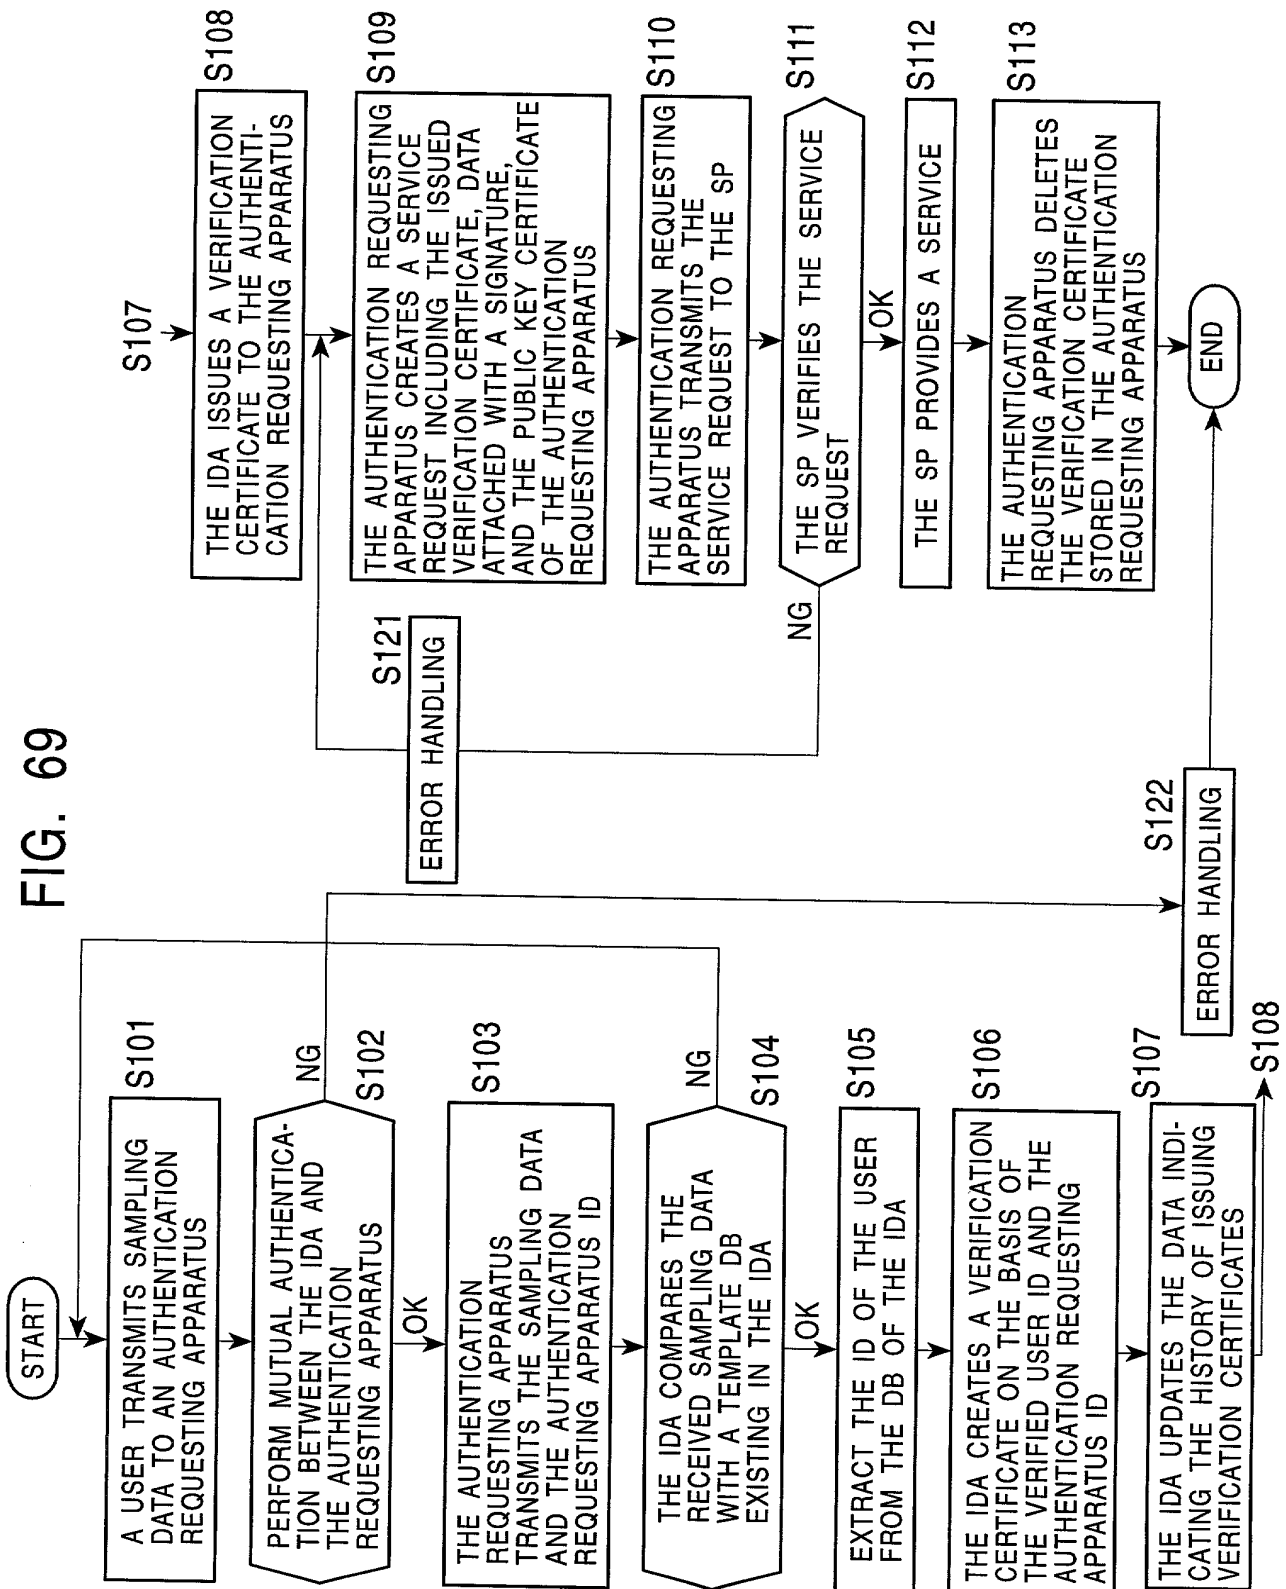 FIG. 69
START
S101
A USER TRANSMITS SAMPLING
DATA TO AN AUTHENTICATION
REQUESTING APPARATUS
PERFORM MUTUAL AUTHENTICA-
TION BETWEEN THE IDA AND
THE AUTHENTICATION
REQUESTING APPARATUS
NG
S102
OK
S103
THE AUTHENTICATION
REQUESTING APPARATUS
TRANSMITS THE SAMPLING DATA
AND THE AUTHENTICATION
REQUESTING APPARATUS ID
THE IDA COMPARES THE
RECEIVED SAMPLING DATA
WITH A TEMPLATE DB
EXISTING IN THE IDA
NG
S104
OK
S105
EXTRACT THE ID OF THE USER
FROM THE DB OF THE IDA
S106
THE IDA CREATES A VERIFICATION
CERTIFICATE ON THE BASIS OF
THE VERIFIED USER ID AND THE
AUTHENTICATION REQUESTING
APPARATUS ID
S107
THE IDA UPDATES THE DATA INDI-
CATING THE HISTORY OF ISSUING
VERIFICATION CERTIFICATES
S108
S121
ERROR HANDLING
S122
ERROR HANDLING
S107
S108
THE IDA ISSUES A VERIFICATION
CERTIFICATE TO THE AUTHENTI-
CATION REQUESTING APPARATUS
S109
THE AUTHENTICATION REQUESTING
APPARATUS CREATES A SERVICE
REQUEST INCLUDING THE ISSUED
VERIFICATION CERTIFICATE, DATA
ATTACHED WITH A SIGNATURE,
AND THE PUBLIC KEY CERTIFICATE
OF THE AUTHENTICATION
REQUESTING APPARATUS
S110
THE AUTHENTICATION REQUESTING
APPARATUS TRANSMITS THE
SERVICE REQUEST TO THE SP
S111
THE SP VERIFIES THE SERVICE
REQUEST
NG
OK
S112
THE SP PROVIDES A SERVICE
S113
THE AUTHENTICATION
REQUESTING APPARATUS DELETES
THE VERIFICATION CERTIFICATE
STORED IN THE AUTHENTICATION
REQUESTING APPARATUS
END